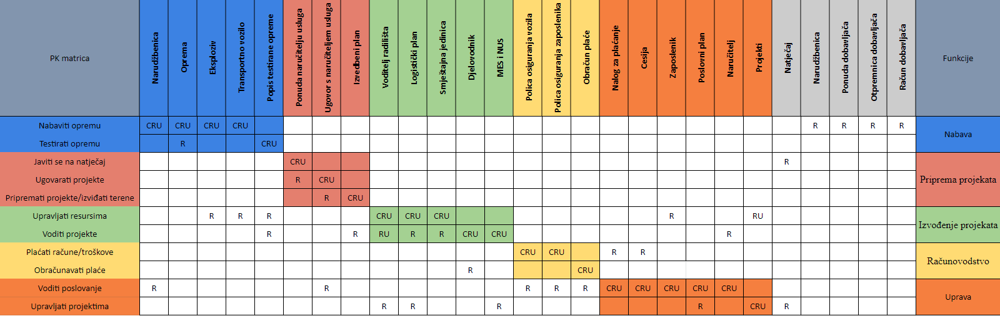 PK matrica
Narudžbenica
Oprema
Eksploziv
Transportno vozilo
Popis testirane opreme
Ponuda naručitelju usluga
Ugovor s naručiteljem usluga
Izvedbeni plan
Voditelj radilišta
Logistički plan
Smještajna jedinica
Djelovodnik
MES i NUS
Polica osiguranja vozila
Polica osiguranja zaposlenika
Obračun plaće
Nalog za plaćanje
Cesija
Zaposlenik
Poslovni plan
Naručitelj
Projekti
Natječaj
Narudžbenica
Ponuda dobavljača
Otpremnica dobavljača
Račun dobavljača
Funkcije
Nabaviti opremu CRU CRU CRU CRU R R R R
Nabava
Testirati opremu R CRU
Javiti se na natječaj CRU R
Ugovarati projekte R CRU
Priprema projekata
Pripremati projekte/izviđati terene R CRU
Upravljati resursima R R R CRU CRU CRU R RU
Izvođenje projekata
Voditi projekte R R RU R R CRU CRU R
Plaćati račune/troškove CRU CRU R R
Računovodstvo
Obračunavati plaće R CRU
Voditi poslovanje R R R R R CRU CRU CRU CRU CRU
Uprava
Upravljati projektima R R R R CRU R